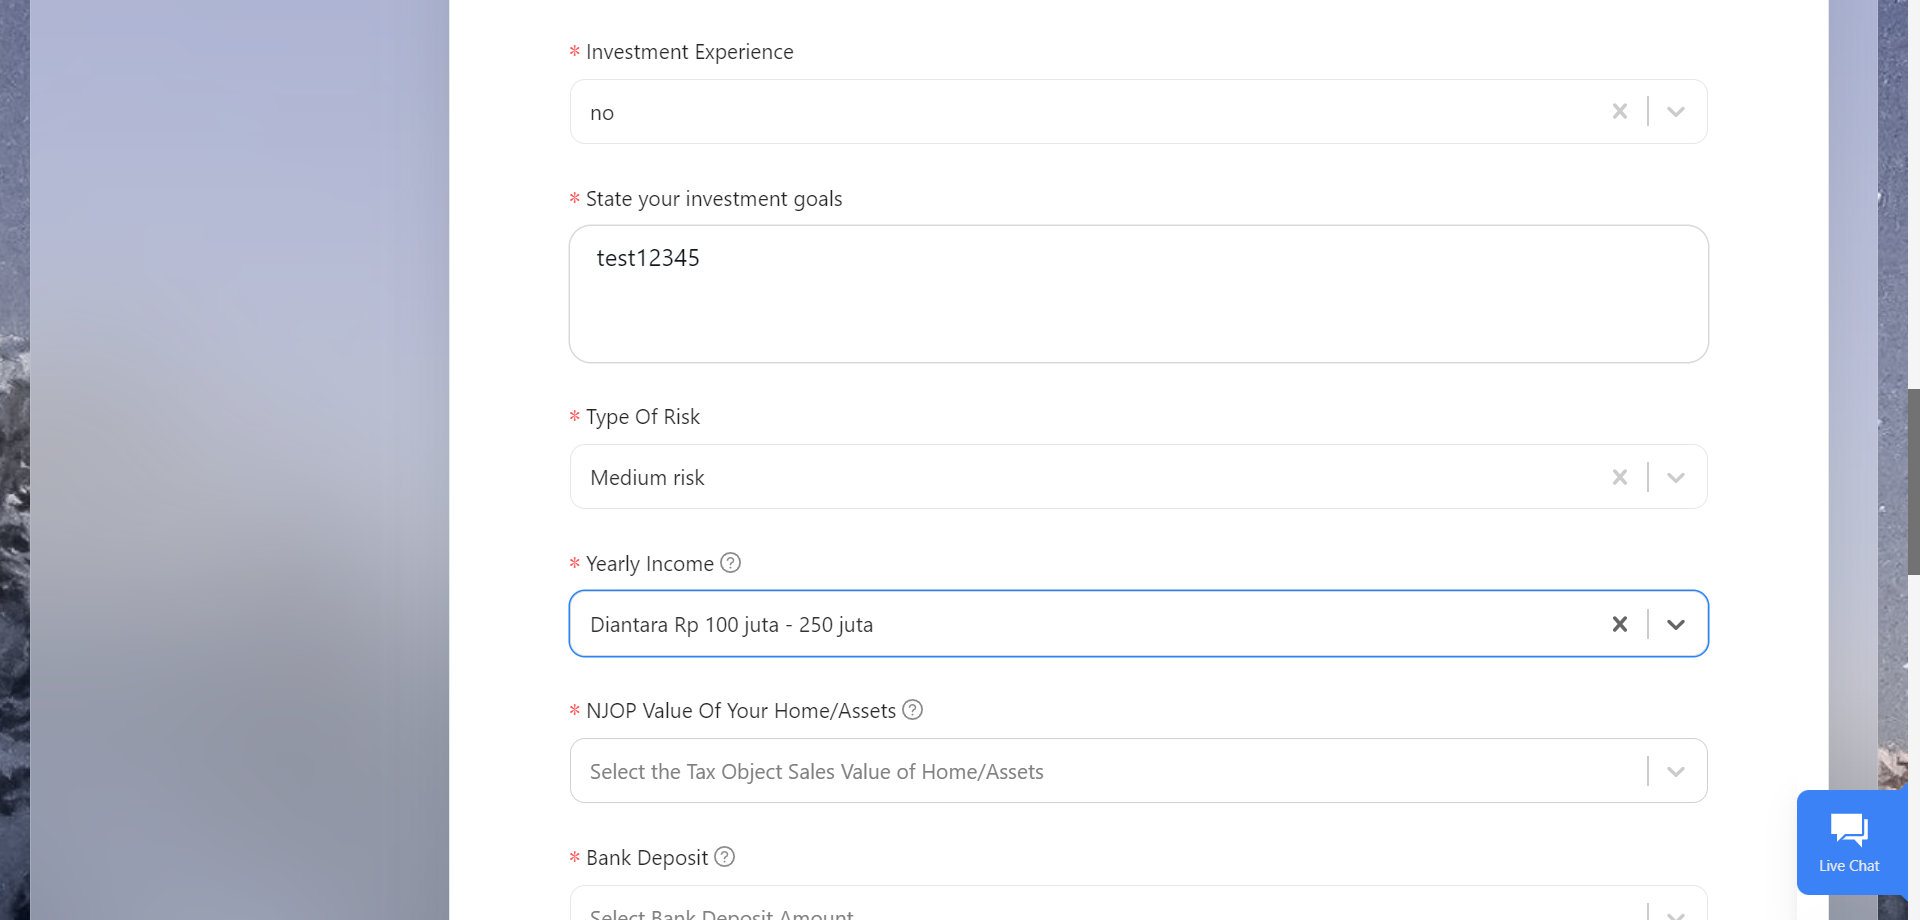 * Investment Experience
no
* State your investment goals
test12345
* Type Of Risk
Medium risk
* Yearly Income ?
Diantara Rp 100 juta - 250 juta
* NJOP Value Of Your Home/Assets ?
Select the Tax Object Sales Value of Home/Assets
* Bank Deposit ?
Select Bank Deposit Amount
Live Chat